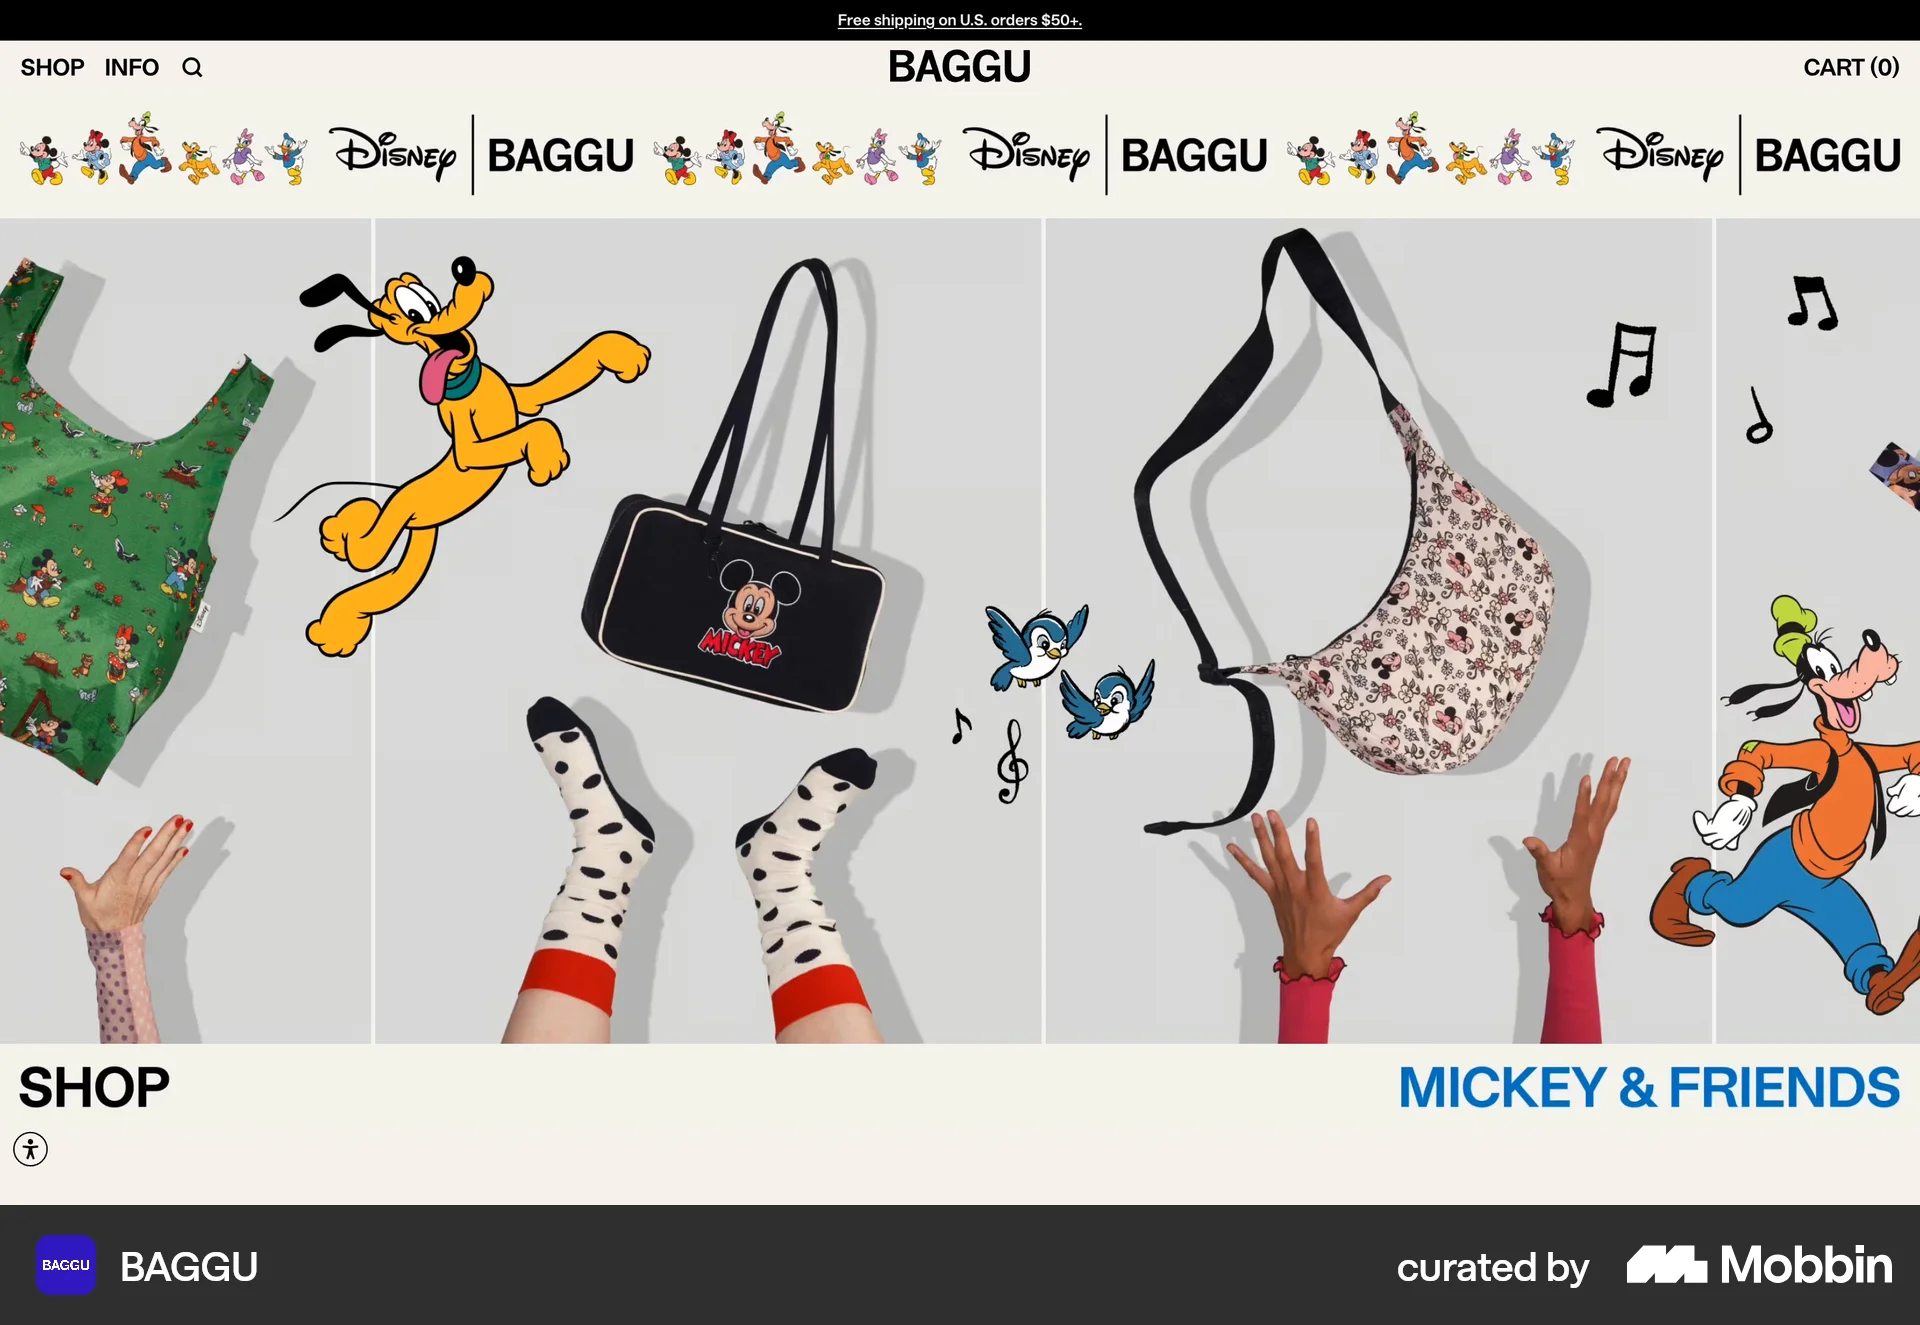 Free shipping on U.S. orders $50+.
SHOP INFO BAGGU CART (0)
Disney BAGGU Disney BAGGU Disney BAGGU
Disney
MICKEY
SHOP MICKEY & FRIENDS
BAGGU BAGGU curated by Mobbin